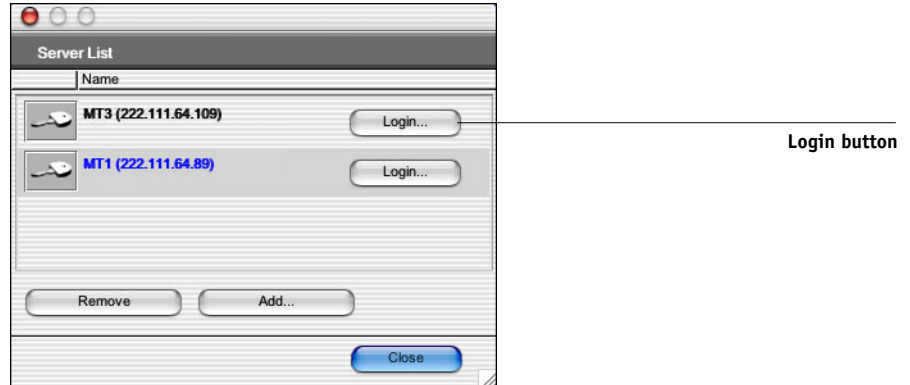 Server List
Name
MT3 (222.111.64.109)
Login...
Login button
MT1 (222.111.64.89)
Login...
Remove
Add...
Close